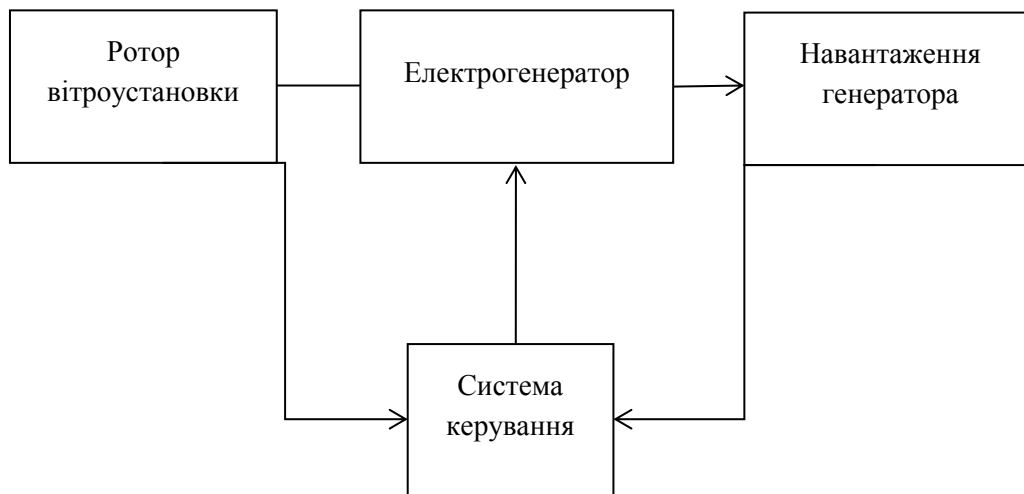 Ротор
вітроустановки
Електрогенератор
Навантаження
генератора
Система
керування